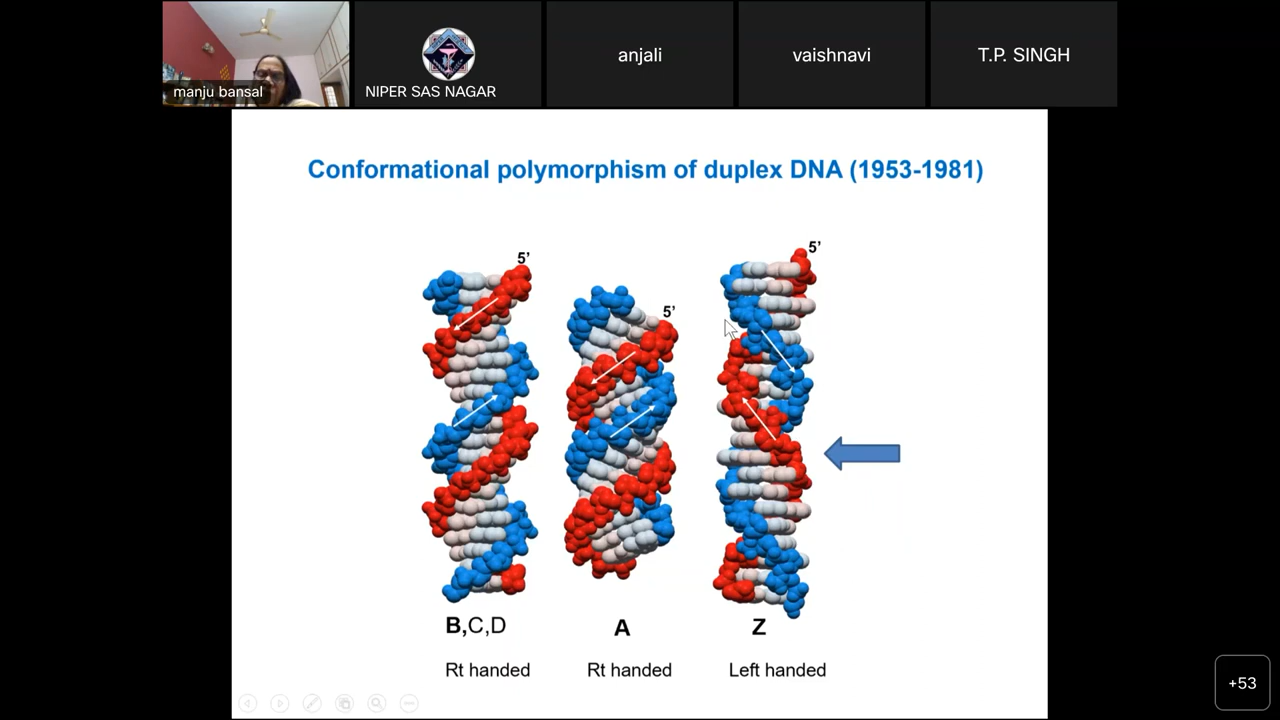 manju bansal
NIPER SAS NAGAR
anjali
vaishnavi
T.P. SINGH
Conformational polymorphism of duplex DNA (1953-1981)
5’
5’
5’
B,C,D
A
Z
Rt handed
Rt handed
Left handed
+53